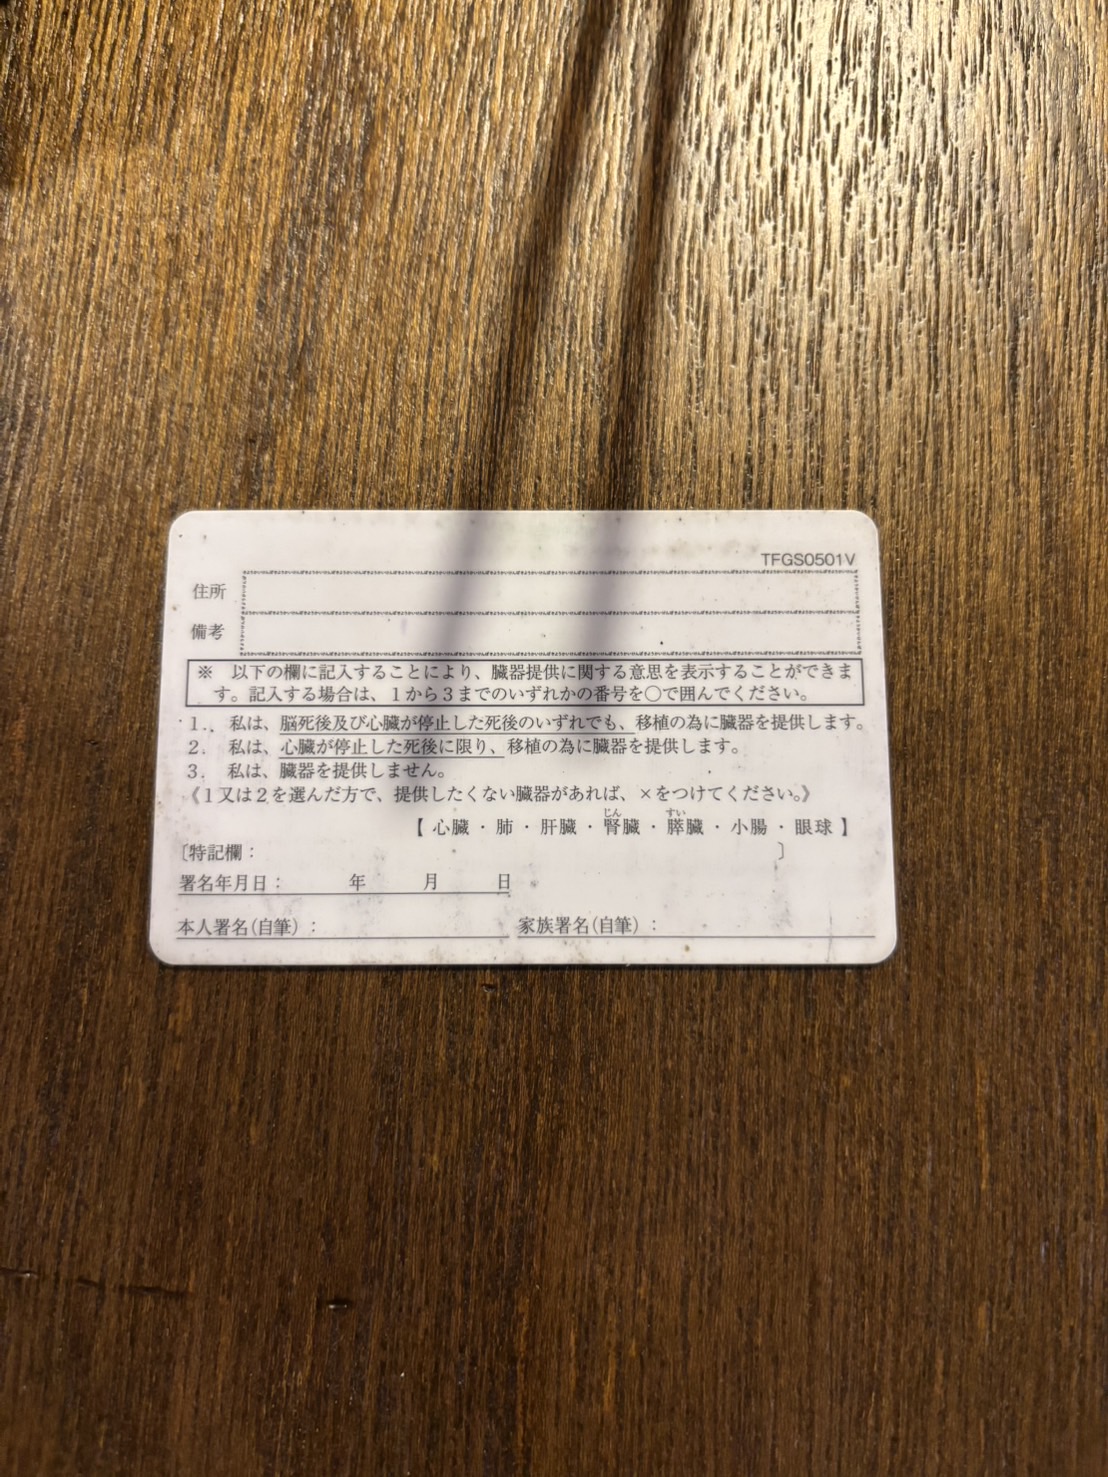 TFGS0501V
住所
備考
※ 以下の欄に記入することにより、臓器提供に関する意思を表示することができま
す。記入する場合は、1から3までのいずれかの番号を○で囲んでください。
1. 私は、脳死後及び心臓が停止した死後のいずれでも、移植の為に臓器を提供します。
2. 私は、心臓が停止した死後に限り、移植の為に臓器を提供します。
3. 私は、臓器を提供しません。
《1又は2を選んだ方で、提供したくない臓器があれば、×をつけてください。》
じん すい
【 心臓・肺・肝臓・腎臓・膵臓・小腸・眼球 】
〔特記欄: 〕
署名年月日: 年 月 日
本人署名(自筆): 家族署名(自筆):